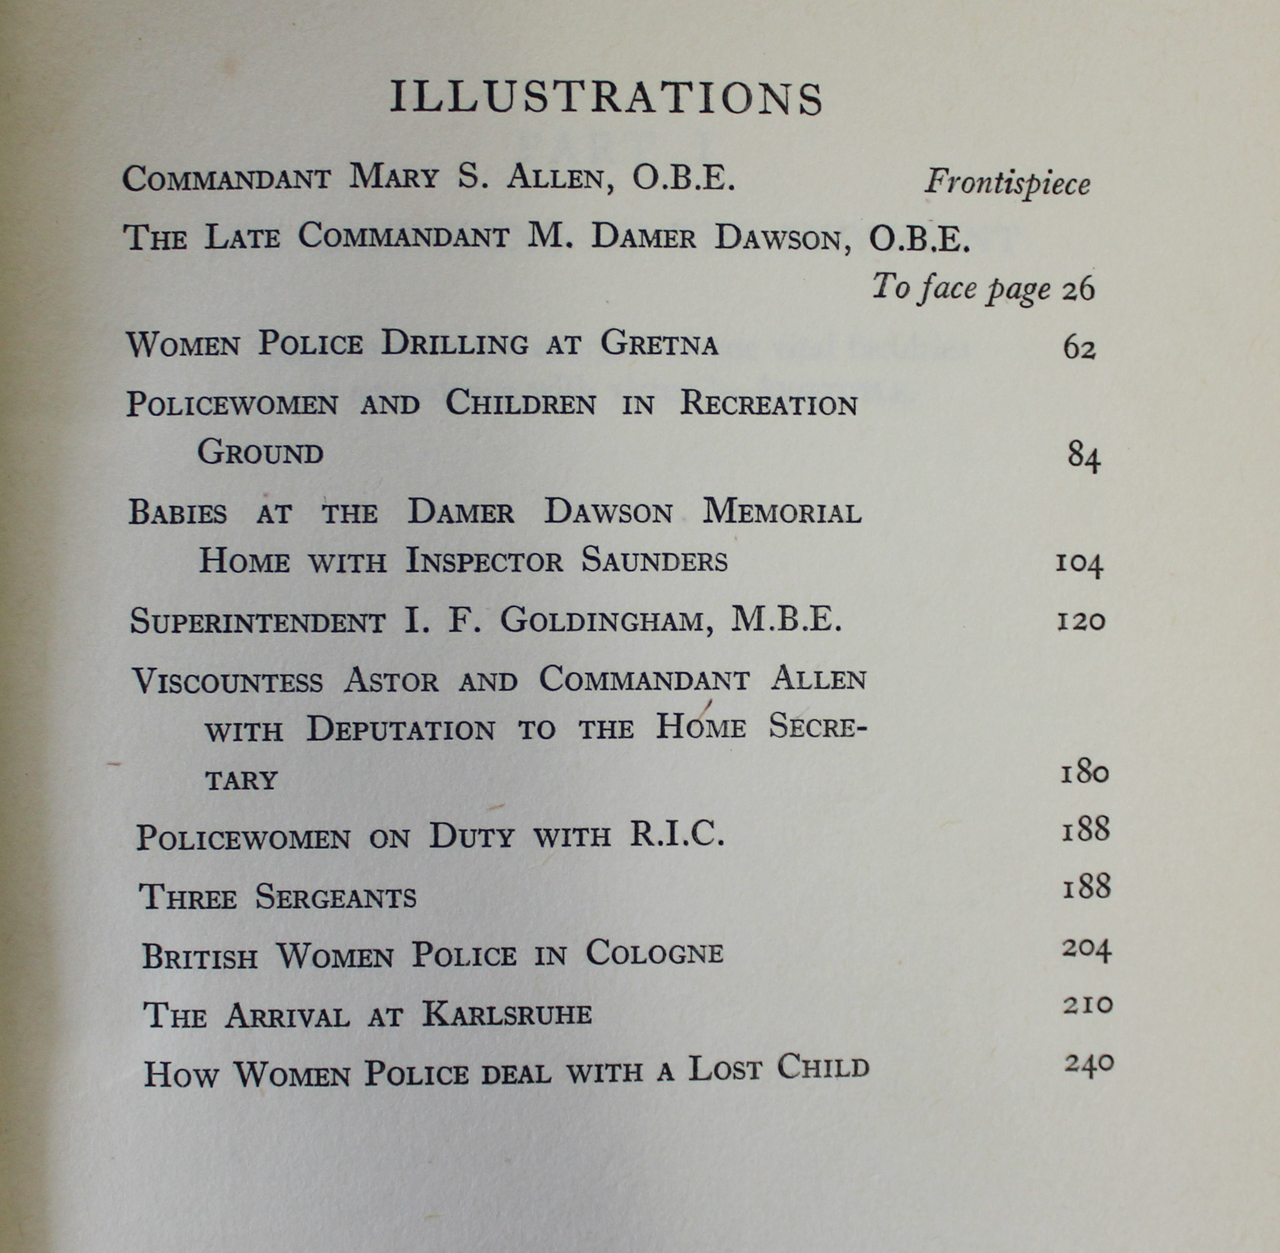 ILLUSTRATIONS
COMMANDANT MARY S. ALLEN, O.B.E. Frontispiece
THE LATE COMMANDANT M. DAMER DAWSON, O.B.E.
To face page 26
WOMEN POLICE DRILLING AT GRETNA 62
POLICEWOMEN AND CHILDREN IN RECREATION
GROUND 84
BABIES AT THE DAMER DAWSON MEMORIAL
HOME WITH INSPECTOR SAUNDERS 104
SUPERINTENDENT I. F. GOLDINGHAM, M.B.E. 120
VISCOUNTESS ASTOR AND COMMANDANT ALLEN
WITH DEPUTATION TO THE HOME SECRE-
TARY 180
POLICEWOMEN ON DUTY WITH R.I.C. 188
THREE SERGEANTS 188
BRITISH WOMEN POLICE IN COLOGNE 204
THE ARRIVAL AT KARLSRUHE 210
HOW WOMEN POLICE DEAL WITH A LOST CHILD 240